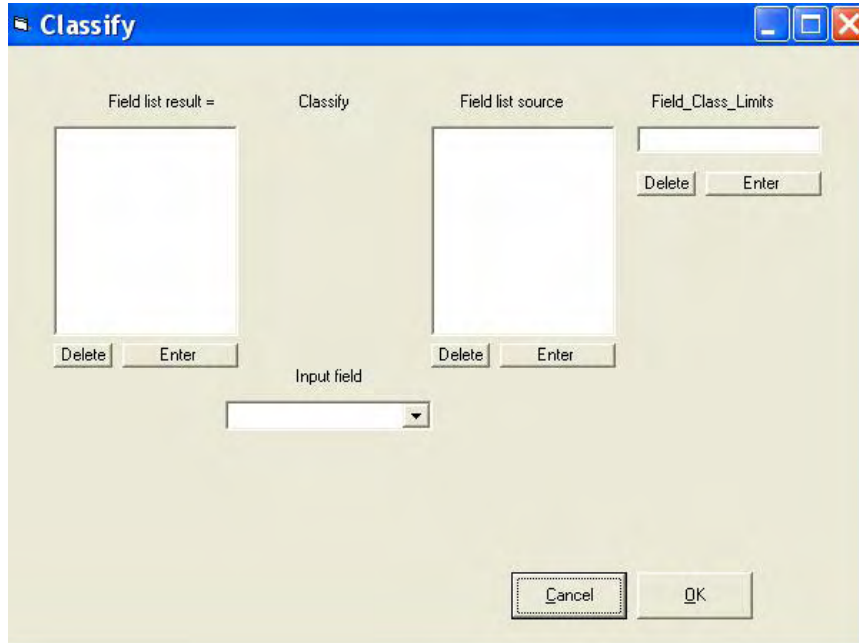 Classify
Field list result = Classify Field list source Field_Class_Limits
Delete Enter
Delete Enter Delete Enter
Input field
Cancel OK